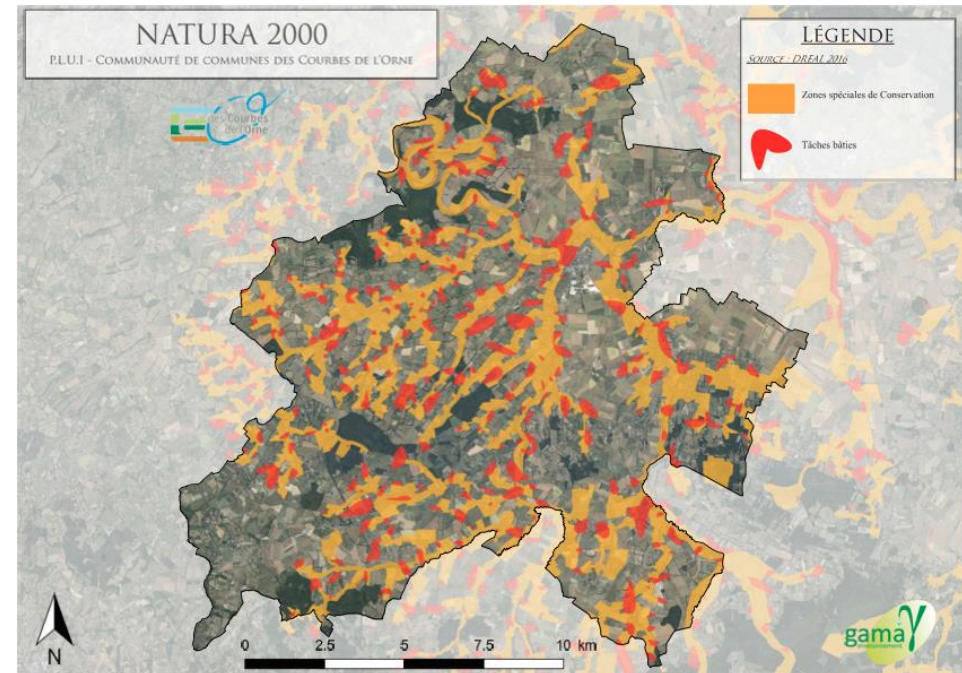 NATURA 2000
P.L.U.I - COMMUNAUTÉ DE COMMUNES DES COURBES DE L'ORNE
des Courbes
de l'Orne
LÉGENDE
SOURCE : DREAL 2016
Zones spéciales de Conservation
Tâches bâties
N
0 2.5 5 7.5 10 km
gama
environnement